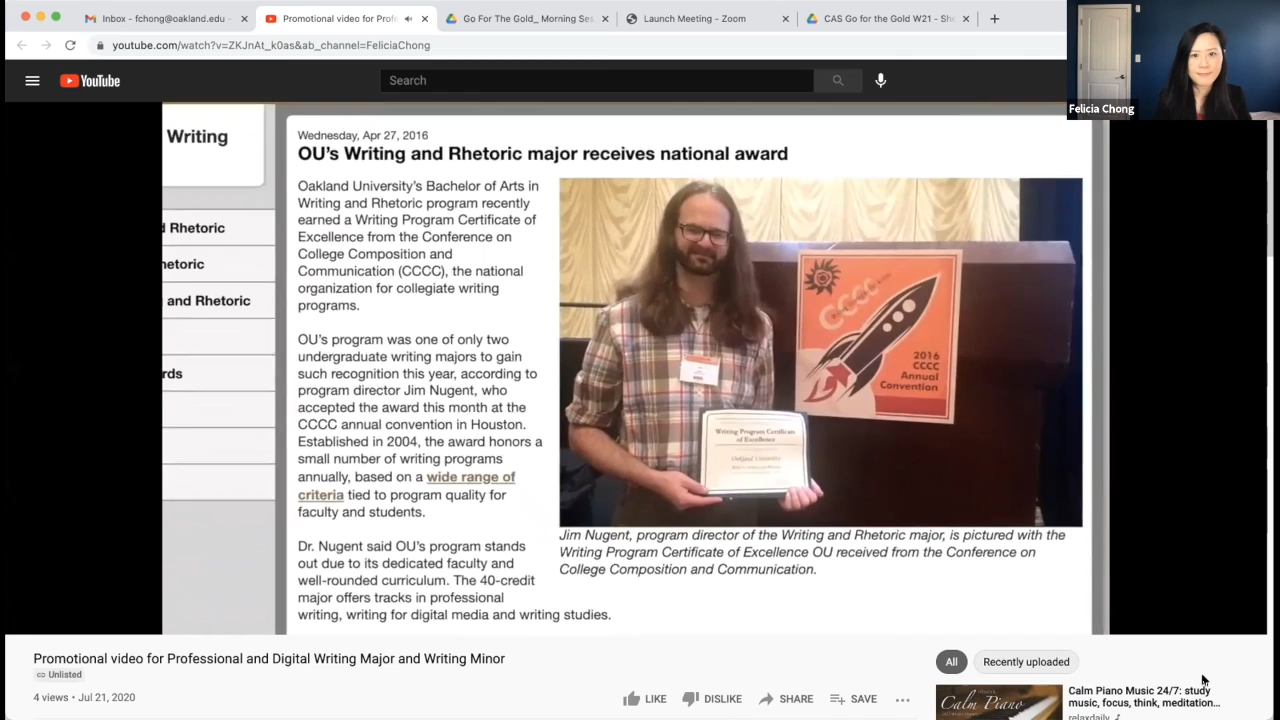 Inbox - fchong@oakland.edu -
Promotional video for Prof
Go For The Gold_ Morning Ses
Launch Meeting - Zoom
CAS Go for the Gold W21 - She
youtube.com/watch?v=ZKJnAt_k0as&ab_channel=FeliciaChong
YouTube
Search
Felicia Chong
Writing
d Rhetoric
hetoric
and Rhetoric
rds
Wednesday, Apr 27, 2016
OU's Writing and Rhetoric major receives national award
Oakland University's Bachelor of Arts in
Writing and Rhetoric program recently
earned a Writing Program Certificate of
Excellence from the Conference on
College Composition and
Communication (CCCC), the national
organization for collegiate writing
programs.
OU's program was one of only two
undergraduate writing majors to gain
such recognition this year, according to
program director Jim Nugent, who
accepted the award this month at the
CCCC annual convention in Houston.
Established in 2004, the award honors a
small number of writing programs
annually, based on a wide range of
criteria tied to program quality for
faculty and students.
Dr. Nugent said OU's program stands
out due to its dedicated faculty and
well-rounded curriculum. The 40-credit
major offers tracks in professional
writing, writing for digital media and writing studies.
CCCC
2016
CCCC
Annual
Convention
Writing Program Certificate
of Excellence
Oakland University
Jim Nugent, program director of the Writing and Rhetoric major, is pictured with the
Writing Program Certificate of Excellence OU received from the Conference on
College Composition and Communication.
Promotional video for Professional and Digital Writing Major and Writing Minor
Unlisted
4 views • Jul 21, 2020
LIKE
DISLIKE
SHARE
SAVE
All
Recently uploaded
Calm Piano
Calm Piano Music 24/7: study
music, focus, think, meditation...
relaxdaily